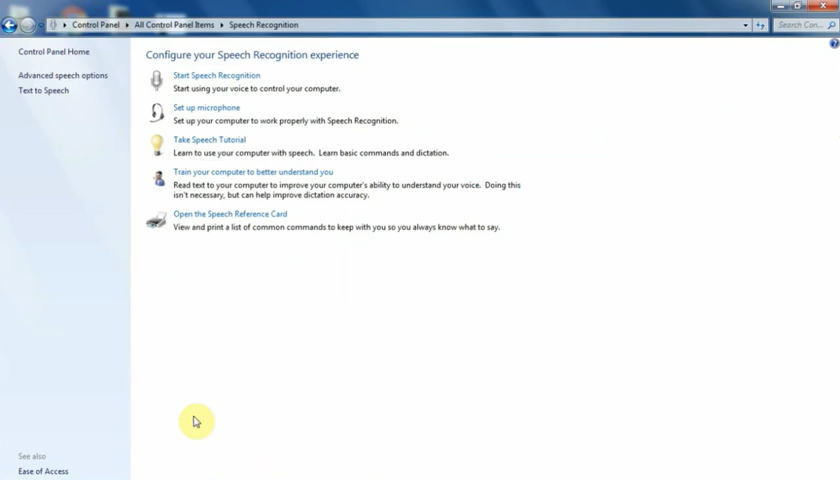 Control Panel All Control Panel Items Speech Recognition
Search Con...
Control Panel Home
Advanced speech options
Text to Speech
Configure your Speech Recognition experience
Start Speech Recognition
Start using your voice to control your computer.
Set up microphone
Set up your computer to work properly with Speech Recognition.
Take Speech Tutorial
Learn to use your computer with speech. Learn basic commands and dictation.
Train your computer to better understand you
Read text to your computer to improve your computer's ability to understand your voice. Doing this
isn't necessary, but can help improve dictation accuracy.
Open the Speech Reference Card
View and print a list of common commands to keep with you so you always know what to say.
See also
Ease of Access